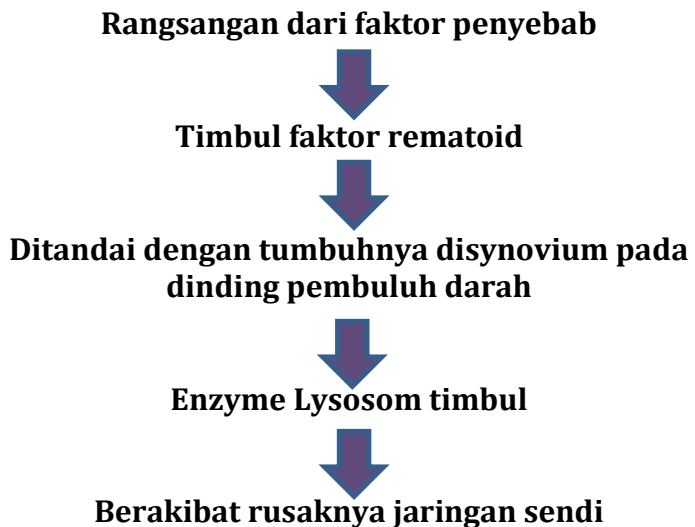 Rangsangan dari faktor penyebab
Timbul faktor rematoid
Ditandai dengan tumbuhnya disynovium pada
dinding pembuluh darah
Enzyme Lysosom timbul
Berakibat rusaknya jaringan sendi